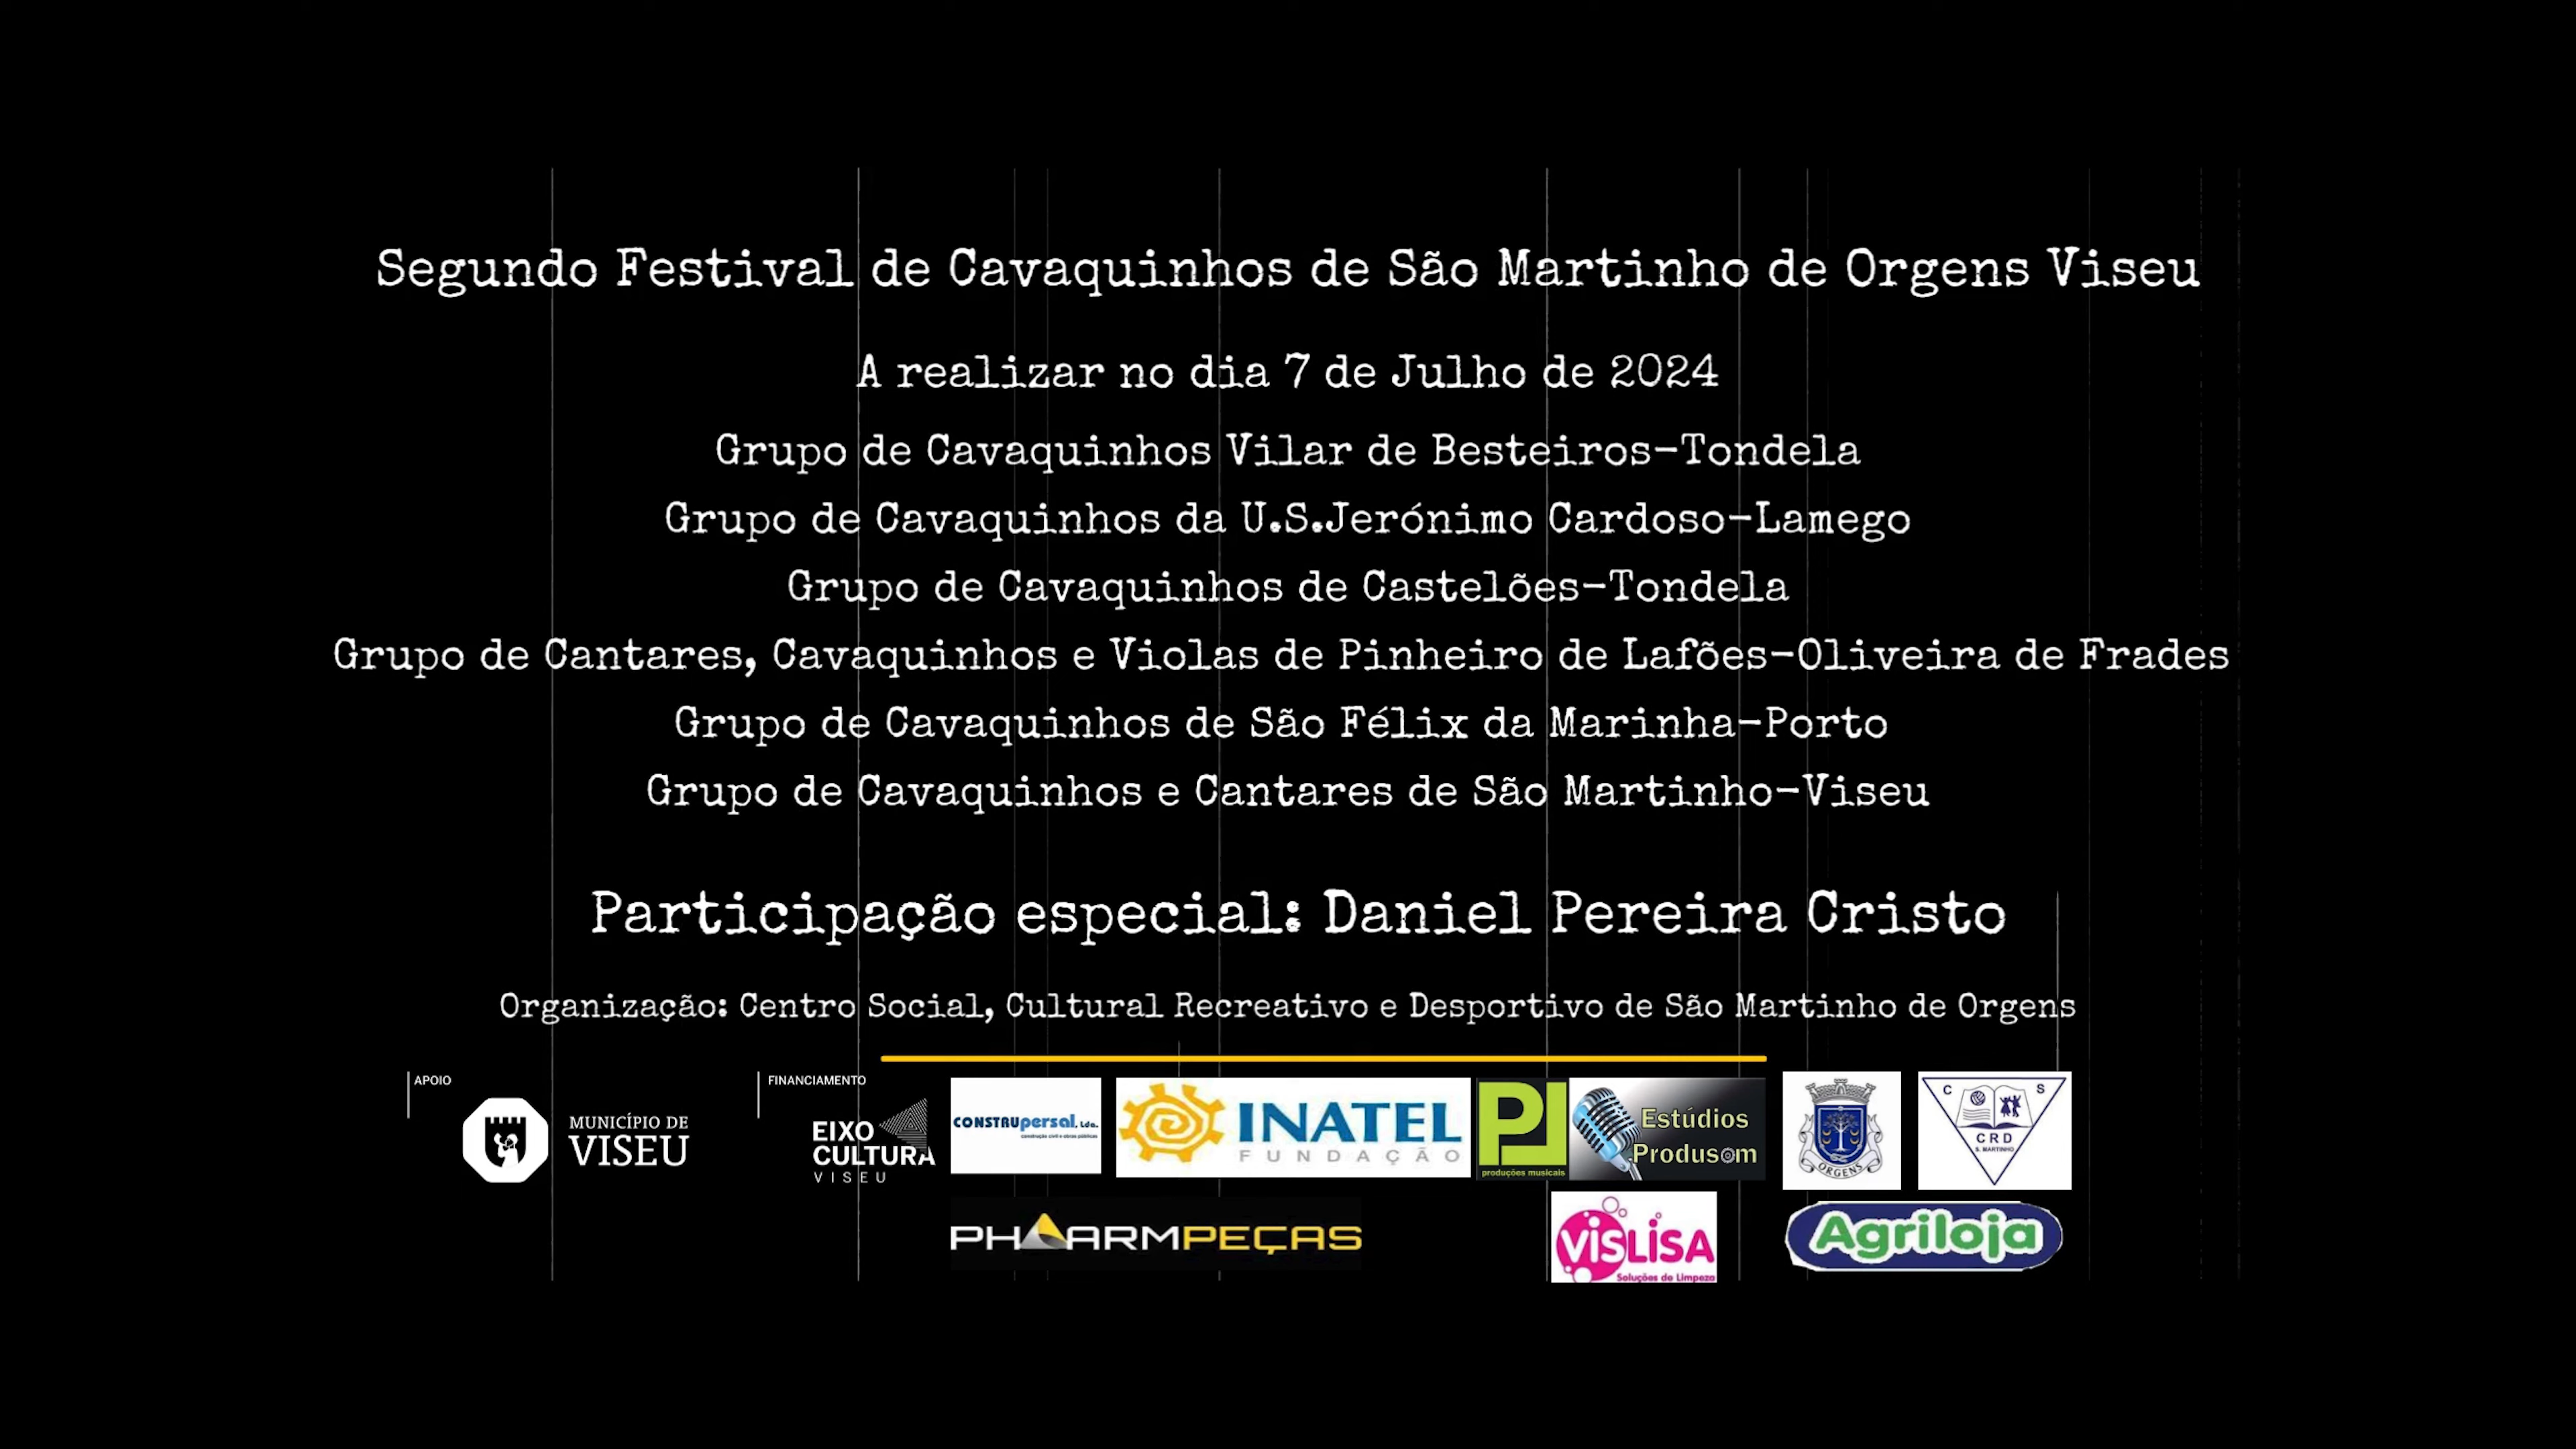 Segundo Festival de Cavaquinhos de São Martinho de Orgens Viseu
A realizar no dia 7 de Julho de 2024
Grupo de Cavaquinhos Vilar de Besteiros-Tondela
Grupo de Cavaquinhos da U.S.Jerónimo Cardoso-Lamego
Grupo de Cavaquinhos de Castelões-Tondela
Grupo de Cantares, Cavaquinhos e Violas de Pinheiro de Lafões-Oliveira de Frades
Grupo de Cavaquinhos de São Félix da Marinha-Porto
Grupo de Cavaquinhos e Cantares de São Martinho-Viseu
Participação especial: Daniel Pereira Cristo
Organização: Centro Social, Cultural Recreativo e Desportivo de São Martinho de Orgens
APOIO
MUNICÍPIO DE
VISEU
FINANCIAMENTO
EIXO
CULTURA
VISEU
CONSTRUpersal, Lda.
construção civil e obras públicas
INATEL
FUNDAÇÃO
PL
produções musicais
Estúdios
Produsom
ORGENS
C S
CRD
S. MARTINHO
PHARMPEÇAS
VISLISA
Soluções de Limpeza
Agriloja